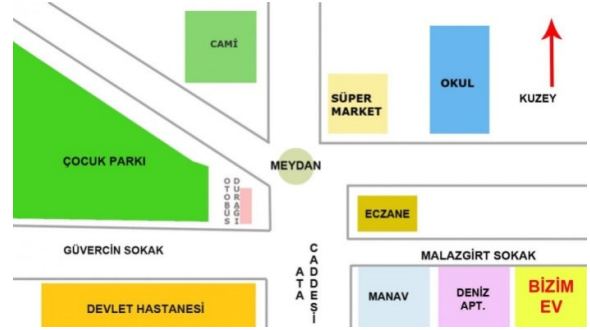 CAMİ
SÜPER
MARKET
OKUL
KUZEY
ÇOCUK PARKI
MEYDAN
OTOBÜS
DURAĞI
ECZANE
GÜVERCİN SOKAK
MALAZGİRT SOKAK
ATA
CADDESİ
DEVLET HASTANESİ
MANAV
DENİZ
APT.
BİZİM
EV